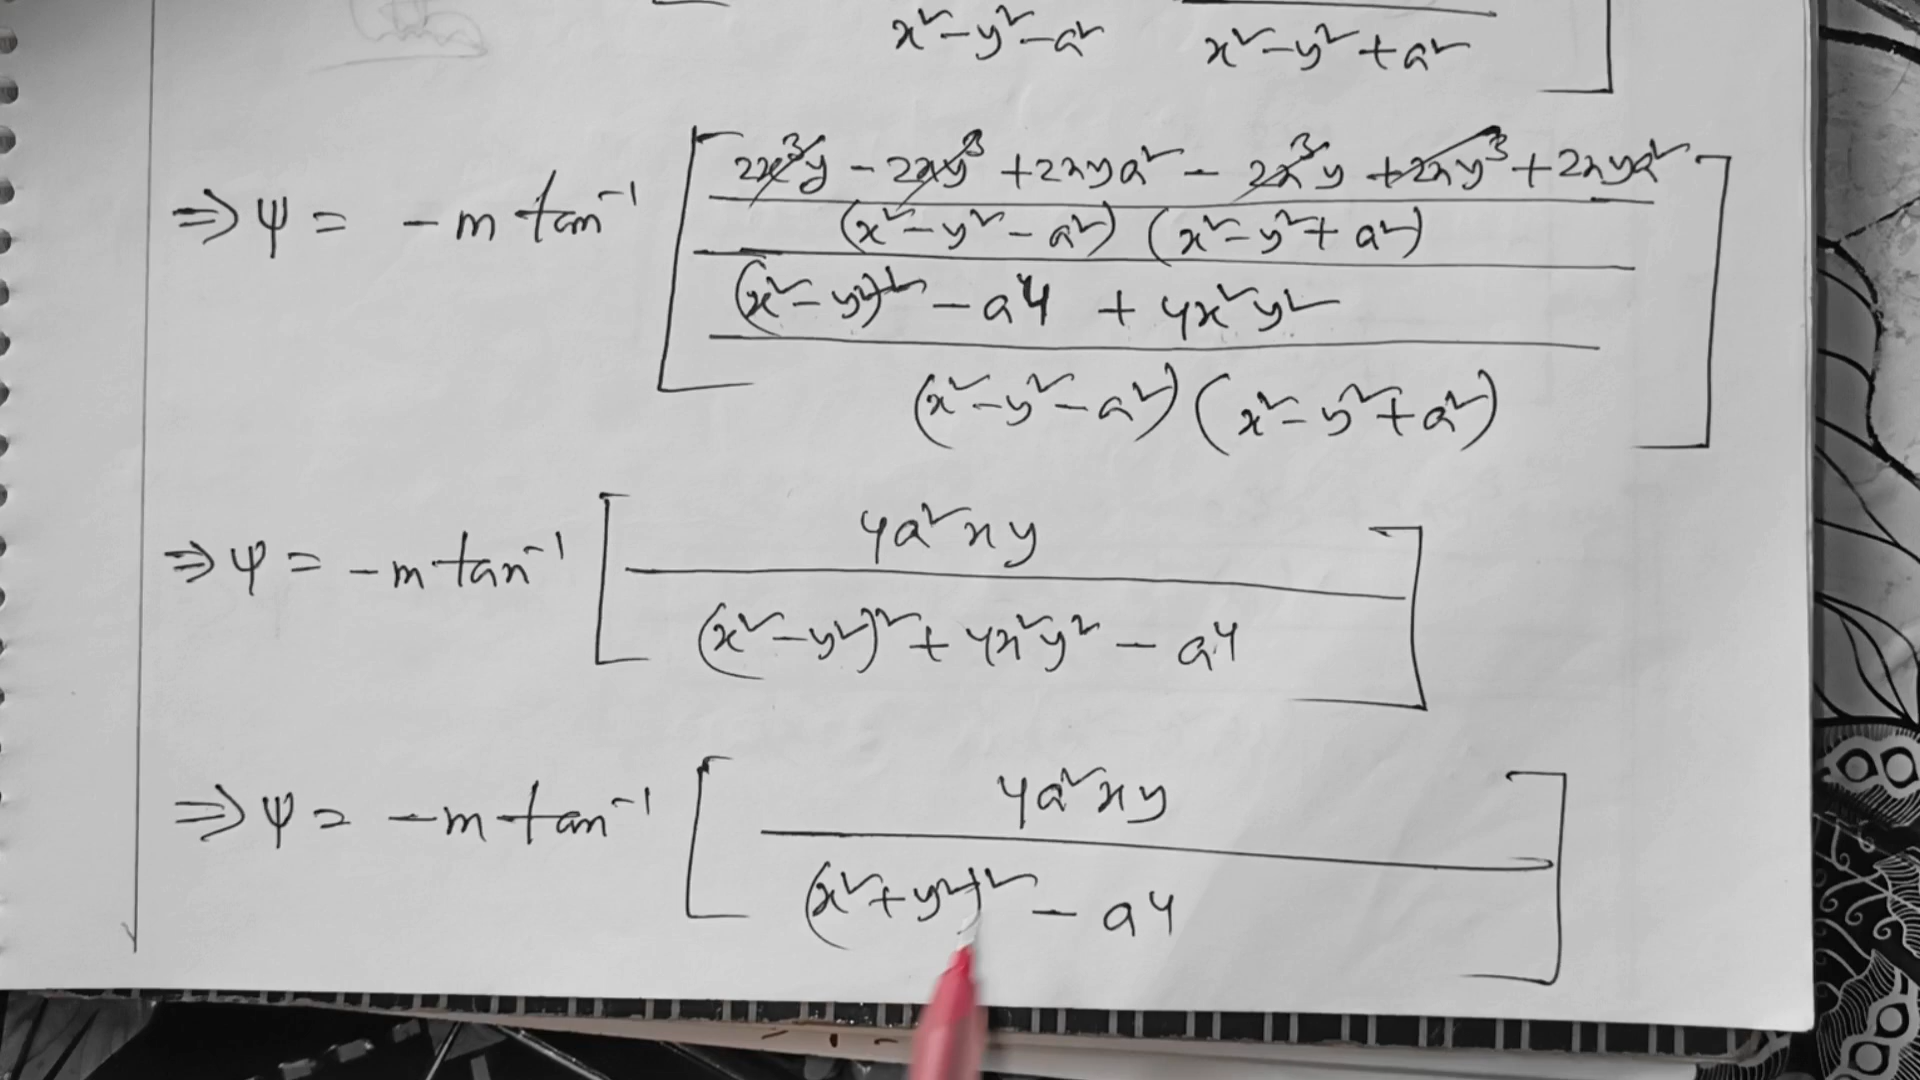 x² - y² - a² x² - y² + a²
⇒ ψ = -m tan⁻¹ [ 2x³y - 2xy³ + 2xya² - 2x³y + 2xy³ + 2xya²
(x² - y² - a²) (x² - y² + a²)
(x² - y²)² - a4 + 4x²y²
(x² - y² - a²) (x² - y² + a²) ]
⇒ ψ = -m tan⁻¹ [ 4a²xy
(x² - y²)² + 4x²y² - a4 ]
⇒ ψ = -m tan⁻¹ [ 4a²xy
(x² + y²)² - a4 ]